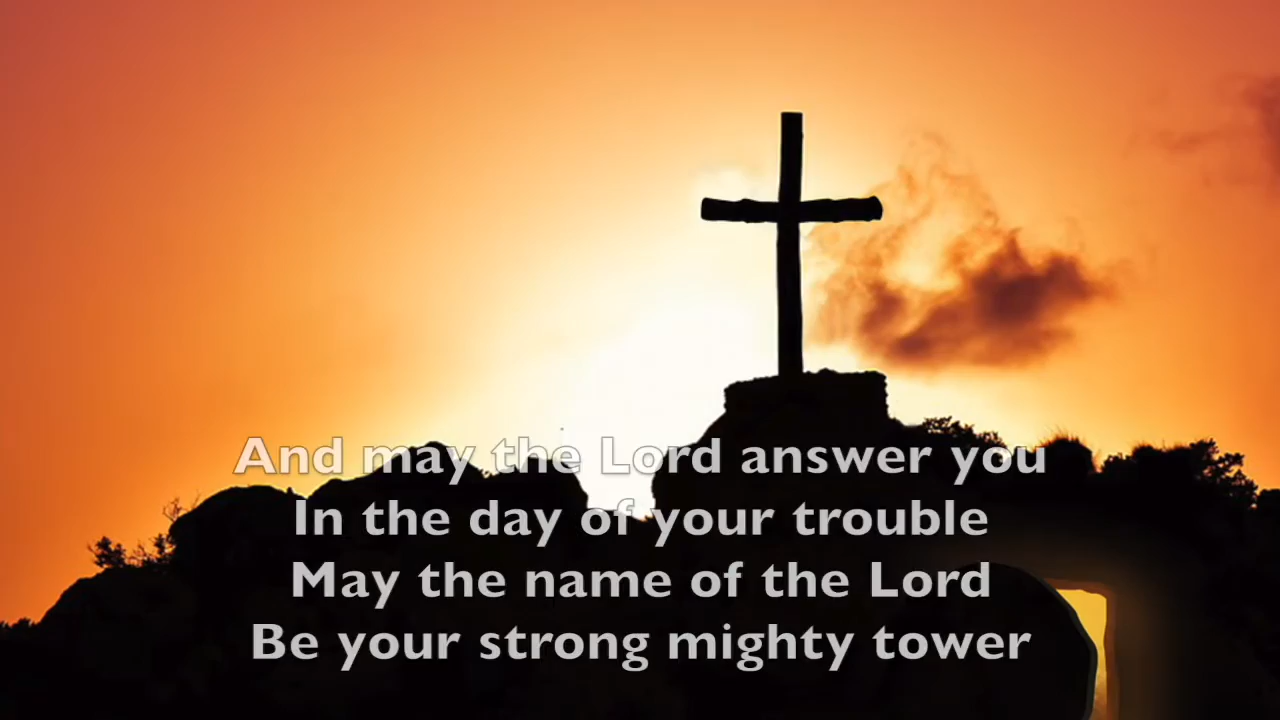 And may the Lord answer you
In the day of your trouble
May the name of the Lord
Be your strong mighty tower